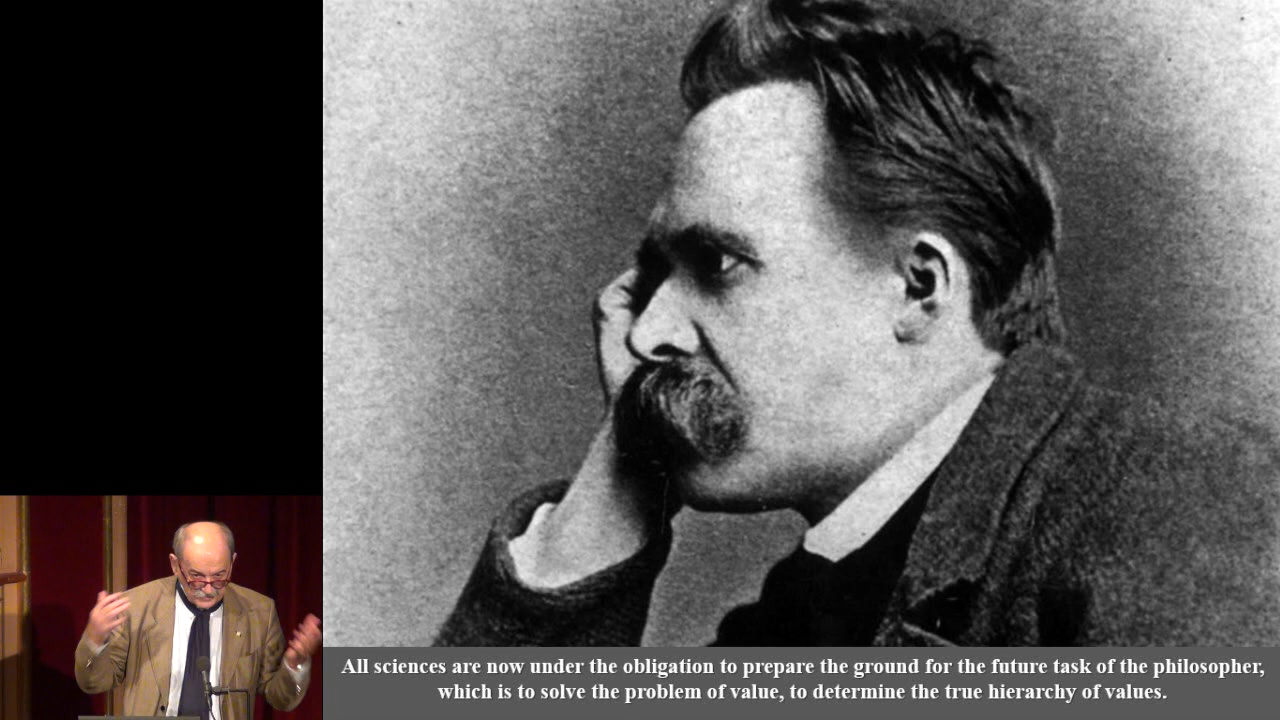 All sciences are now under the obligation to prepare the ground for the future task of the philosopher,
which is to solve the problem of value, to determine the true hierarchy of values.